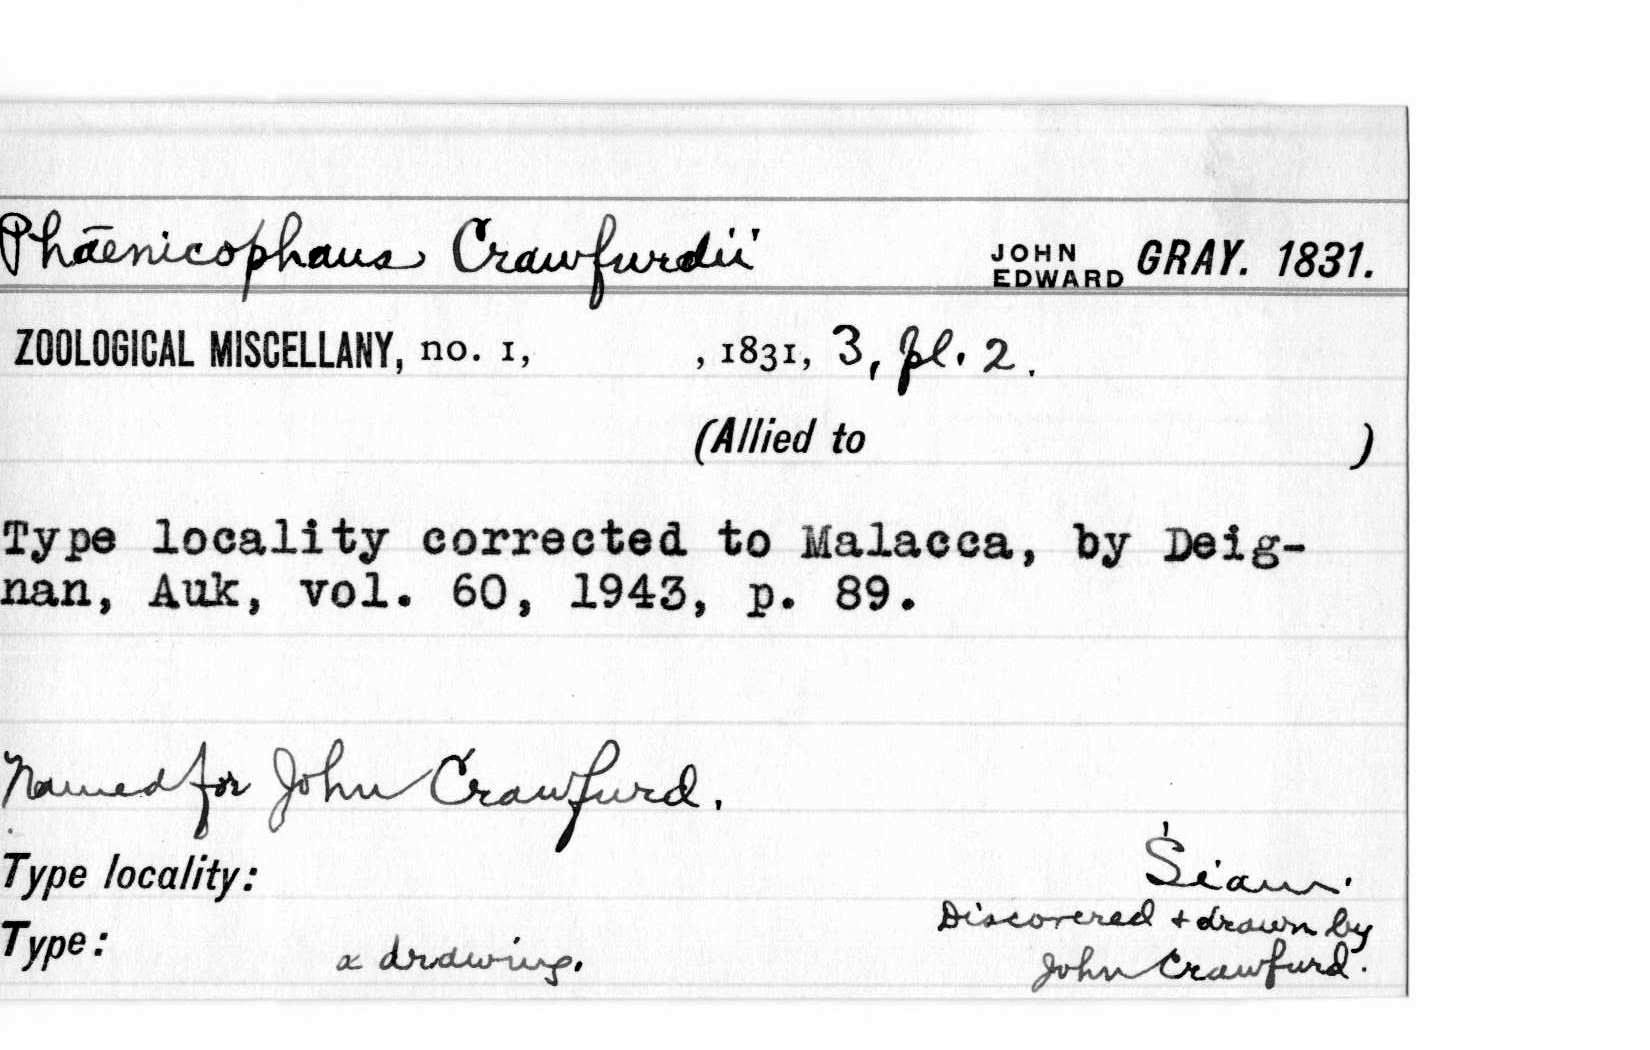 Phāenicophaus Crawfurdii JOHN EDWARD GRAY. 1831.
ZOOLOGICAL MISCELLANY, no. 1, , 1831, 3, pl. 2.
(Allied to )
Type locality corrected to Malacca, by Deig-
nan, Auk, vol. 60, 1943, p. 89.
Named for John Crawfurd.
Type locality: Siam.
Discovered + drawn by
Type: a drawing. John Crawfurd.